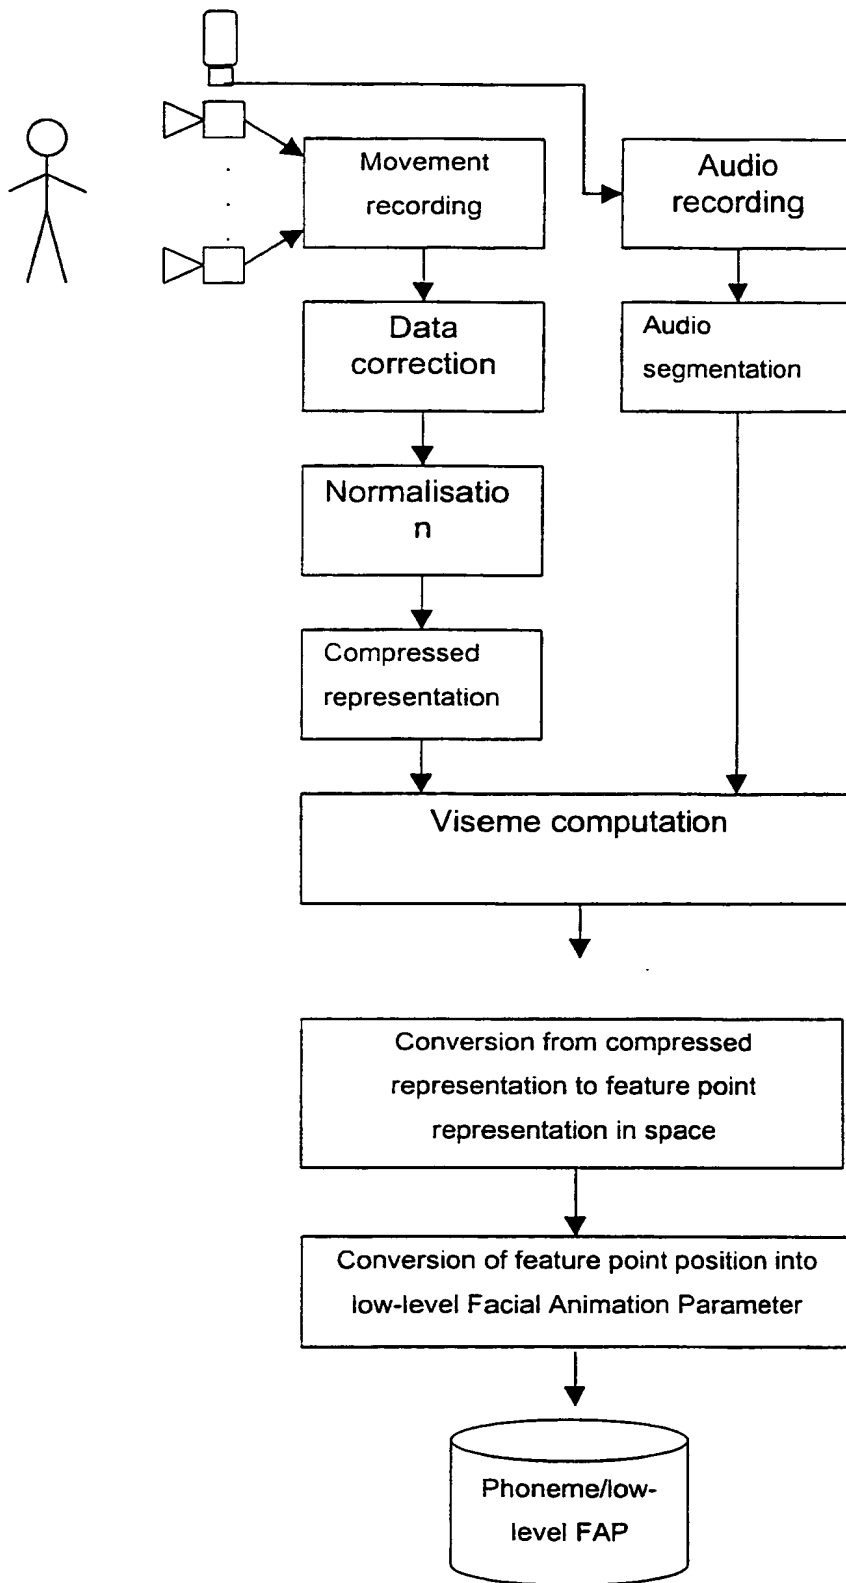 Movement
recording
Audio
recording
Data
correction
Audio
segmentation
Normalisatio
n
Compressed
representation
Viseme computation
Conversion from compressed
representation to feature point
representation in space
Conversion of feature point position into
low-level Facial Animation Parameter
Phoneme/low-
level FAP